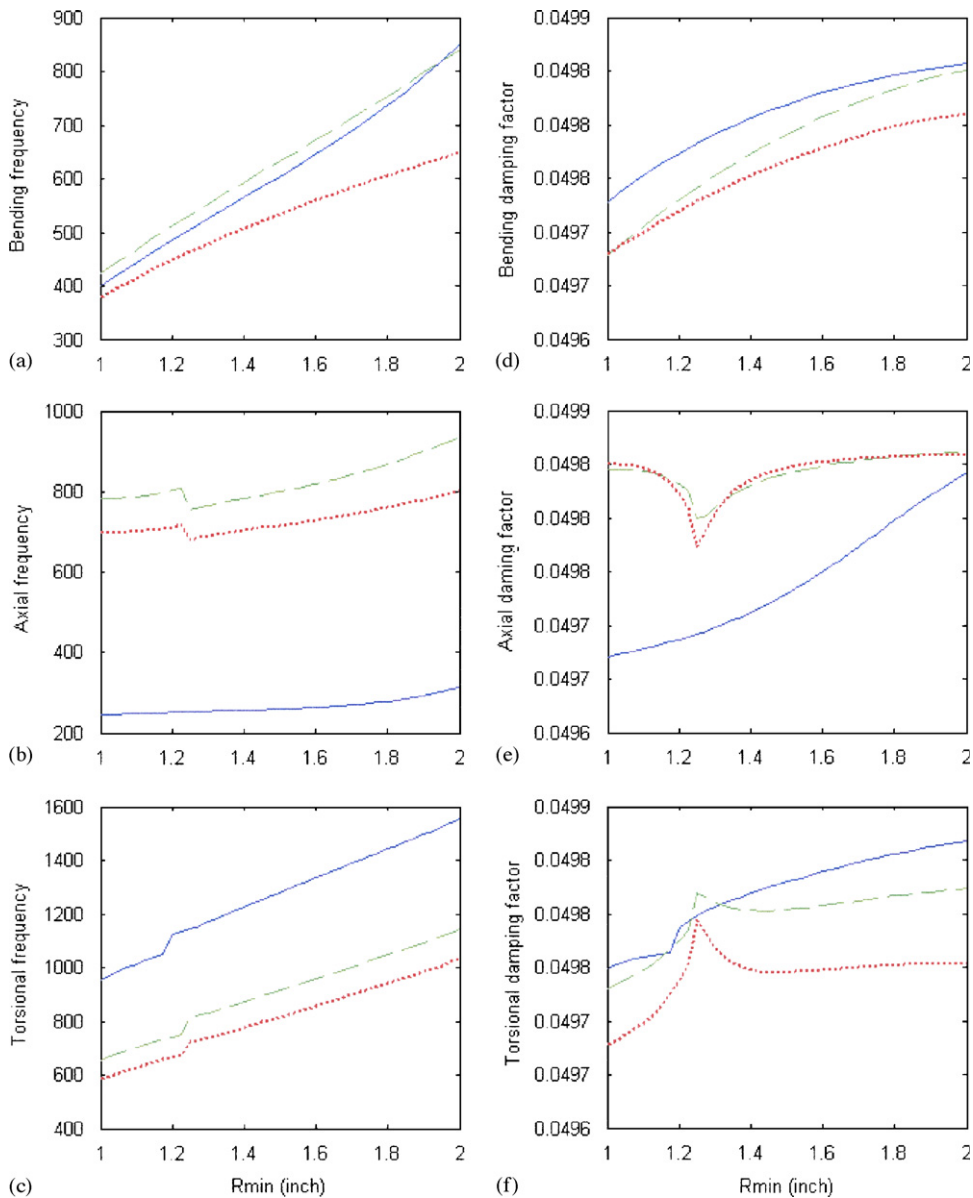 900
800
700
600
500
400
300
Bending frequency
1 1.2 1.4 1.6 1.8 2
(a)
0.0499
0.0498
0.0498
0.0498
0.0497
0.0497
0.0496
Bending damping factor
1 1.2 1.4 1.6 1.8 2
(d)
1000
800
600
400
200
Axial frequency
1 1.2 1.4 1.6 1.8 2
(b)
0.0499
0.0498
0.0498
0.0498
0.0497
0.0497
0.0496
Axial daming factor
1 1.2 1.4 1.6 1.8 2
(e)
1600
1400
1200
1000
800
600
400
Torsional frequency
1 1.2 1.4 1.6 1.8 2
(c)
Rmin (inch)
0.0499
0.0498
0.0498
0.0498
0.0497
0.0497
0.0496
Torsional damping factor
1 1.2 1.4 1.6 1.8 2
(f)
Rmin (inch)